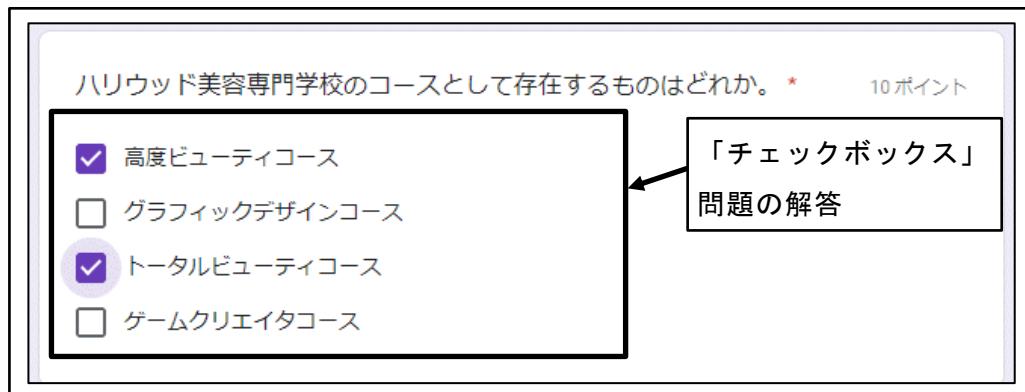 ハリウッド美容専門学校のコースとして存在するものはどれか。 * 10 ポイント
高度ビューティコース
グラフィックデザインコース
トータルビューティコース
ゲームクリエイタコース
「チェックボックス」
問題の解答